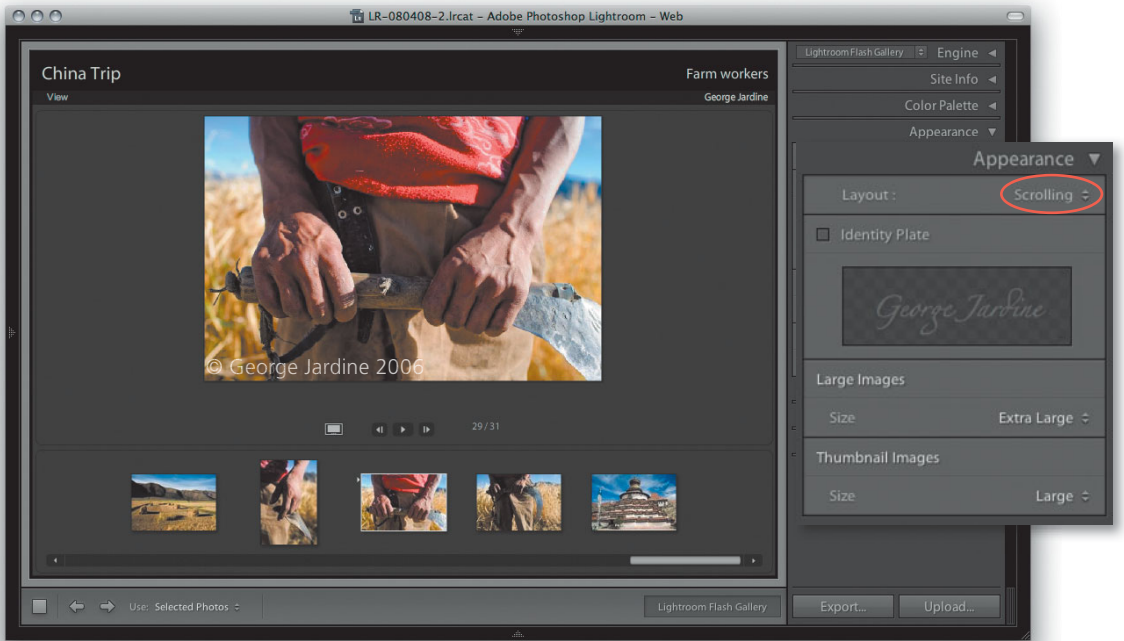 LR-080408-2.lrcat – Adobe Photoshop Lightroom – Web
China Trip
Farm workers
View
George Jardine
© George Jardine 2006
29/31
Use: Selected Photos
Lightroom Flash Gallery
Lightroom Flash Gallery Engine
Site Info
Color Palette
Appearance
Appearance
Layout : Scrolling
Identity Plate
George Jardine
Large Images
Size Extra Large
Thumbnail Images
Size Large
Export... Upload...